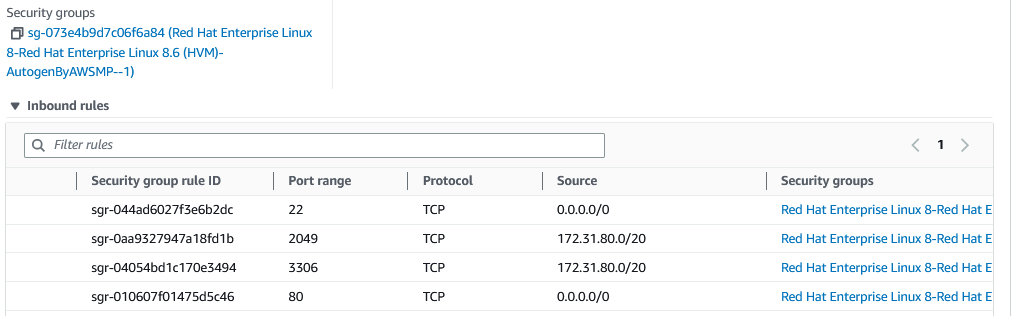 Security groups
sg-073e4b9d7c06f6a84 (Red Hat Enterprise Linux
8-Red Hat Enterprise Linux 8.6 (HVM)-
AutogenByAWSMP--1)
Inbound rules
Filter rules
1
Security group rule ID Port range Protocol Source Security groups
sgr-044ad6027f3e6b2dc 22 TCP 0.0.0.0/0 Red Hat Enterprise Linux 8-Red Hat E
sgr-0aa9327947a18fd1b 2049 TCP 172.31.80.0/20 Red Hat Enterprise Linux 8-Red Hat E
sgr-04054bd1c170e3494 3306 TCP 172.31.80.0/20 Red Hat Enterprise Linux 8-Red Hat E
sgr-010607f01475d5c46 80 TCP 0.0.0.0/0 Red Hat Enterprise Linux 8-Red Hat E